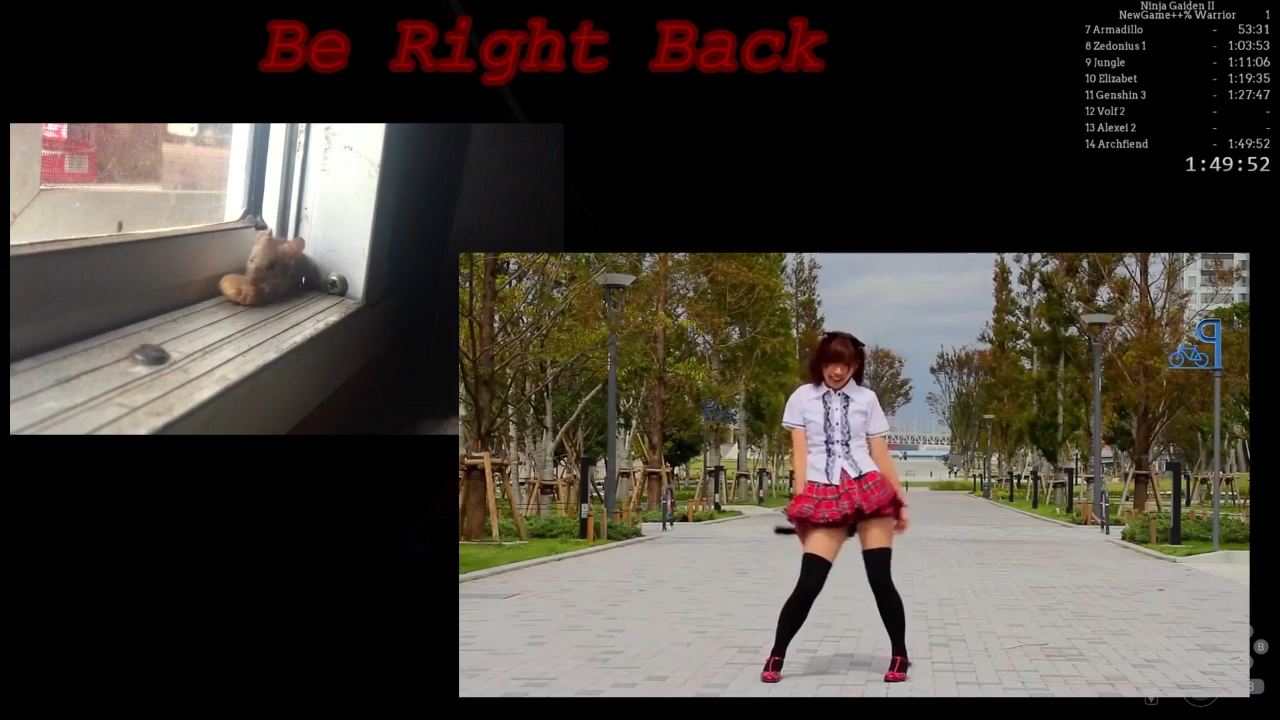 Be Right Back
Ninja Gaiden II
NewGame++% Warrior 1
7 Armadillo - 53:31
8 Zedonius 1 - 1:03:53
9 Jungle - 1:11:06
10 Elizabet - 1:19:35
11 Genshin 3 - 1:27:47
12 Volf 2 - -
13 Alexei 2 - -
14 Archfiend - 1:49:52
1:49:52
P
B